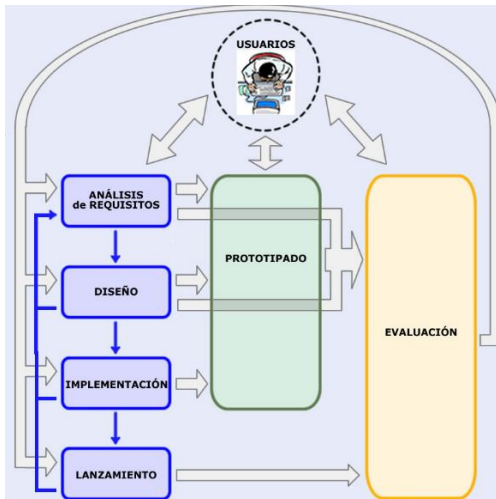 USUARIOS
ANÁLISIS
de REQUISITOS
PROTOTIPADO
DISEÑO
EVALUACIÓN
IMPLEMENTACIÓN
LANZAMIENTO